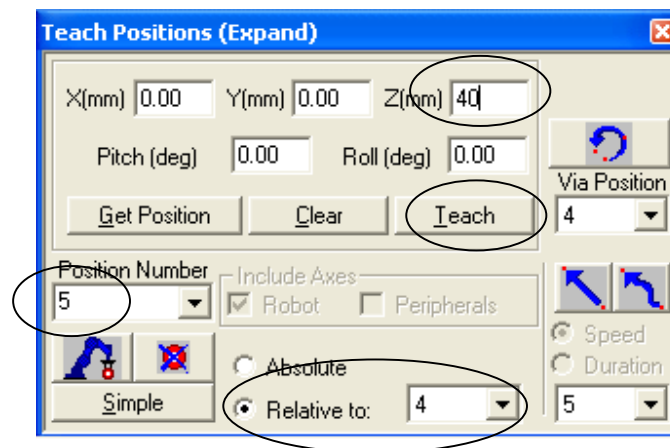 Teach Positions (Expand)
X(mm) 0.00 Y(mm) 0.00 Z(mm) 40
Pitch (deg) 0.00 Roll (deg) 0.00
Get Position Clear Teach
Via Position
4
Position Number
5
Include Axes
Robot Peripherals
Simple
Absolute
Relative to: 4
Speed
Duration
5